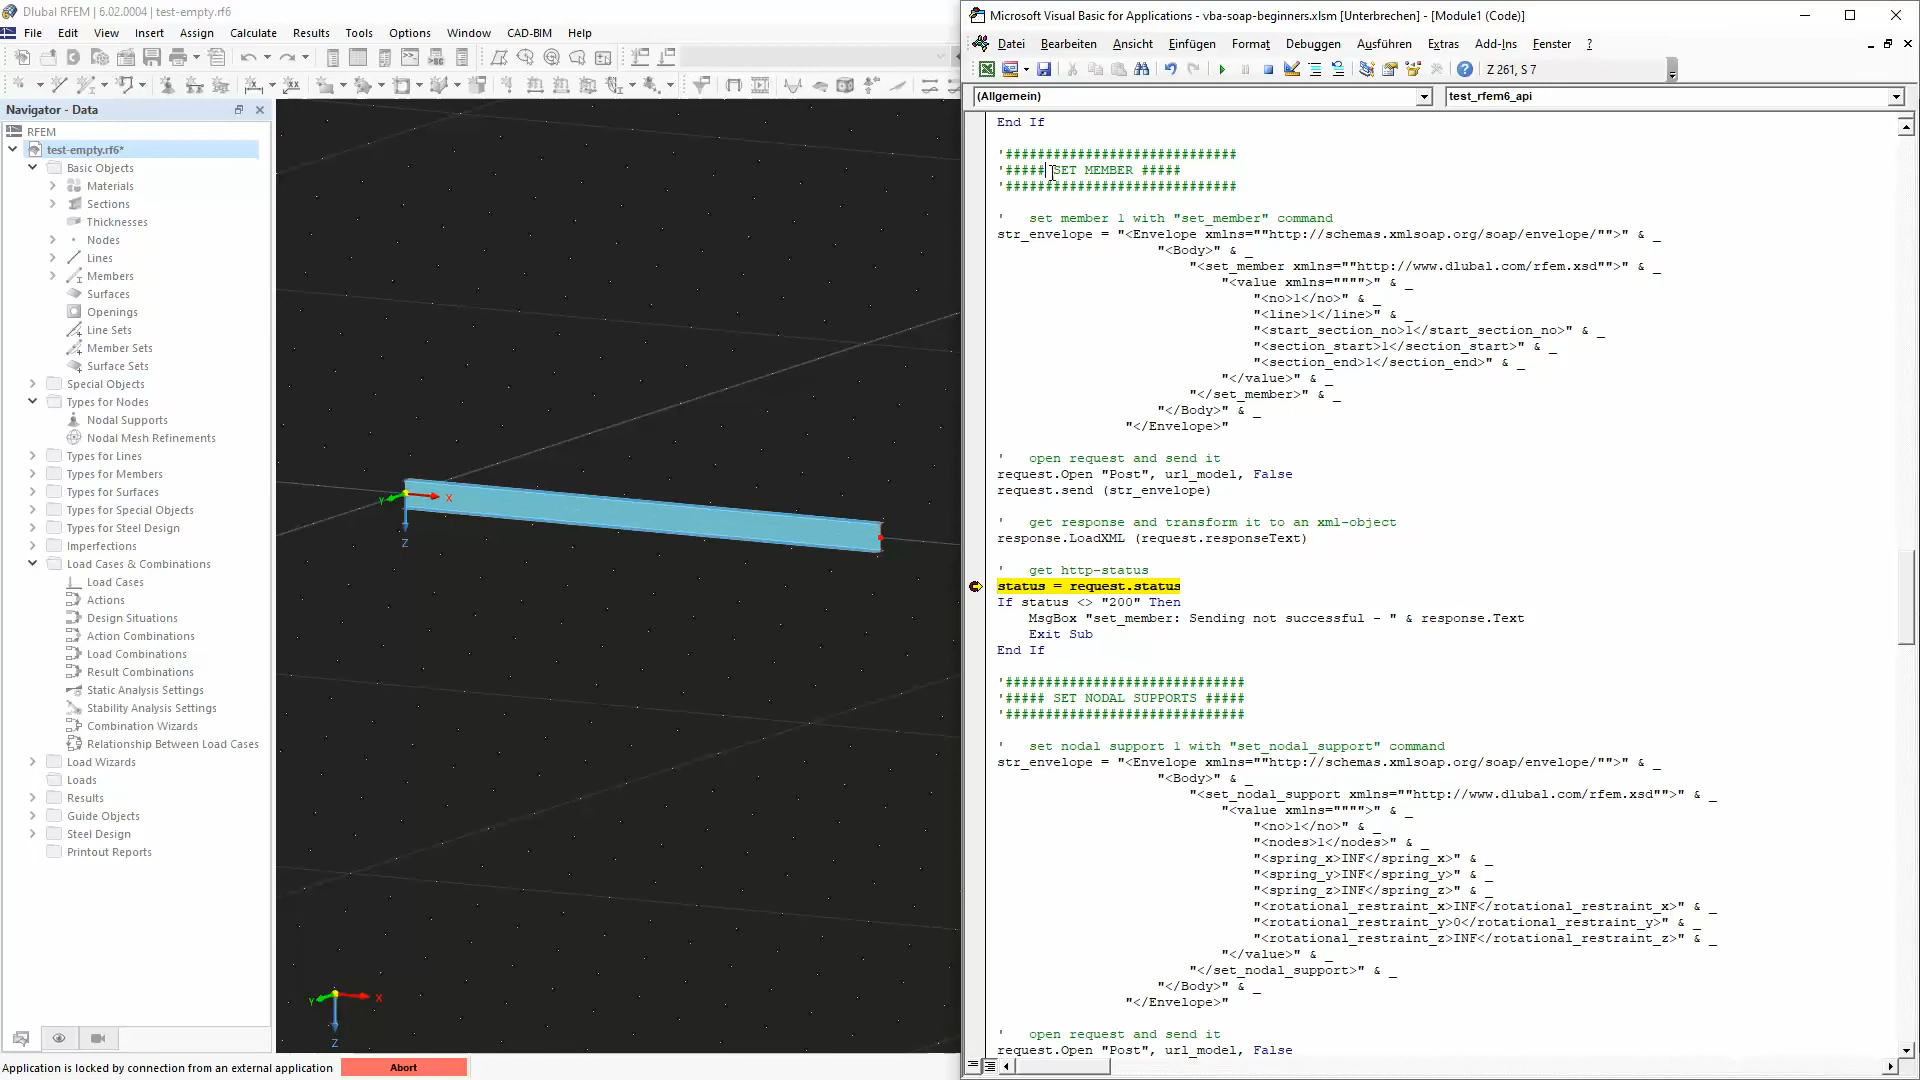 Dlubal RFEM | 6.02.0004 | test-empty.rf6
File Edit View Insert Assign Calculate Results Tools Options Window CAD-BIM Help
Navigator - Data
RFEM
test-empty.rf6*
Basic Objects
Materials
Sections
Thicknesses
Nodes
Lines
Members
Surfaces
Openings
Line Sets
Member Sets
Surface Sets
Special Objects
Types for Nodes
Nodal Supports
Nodal Mesh Refinements
Types for Lines
Types for Members
Types for Surfaces
Types for Special Objects
Types for Steel Design
Imperfections
Load Cases & Combinations
Load Cases
Actions
Design Situations
Action Combinations
Load Combinations
Result Combinations
Static Analysis Settings
Stability Analysis Settings
Combination Wizards
Relationship Between Load Cases
Load Wizards
Loads
Results
Guide Objects
Steel Design
Printout Reports
Application is locked by connection from an external application Abort
Y X
Z
Y X
Z
Microsoft Visual Basic for Applications - vba-soap-beginners.xlsm [Unterbrechen] - [Module1 (Code)]
Datei Bearbeiten Ansicht Einfügen Format Debuggen Ausführen Extras Add-Ins Fenster ?
Z 261, S 7
(Allgemein) test_rfem6_api
End If
'#############################
'##### SET MEMBER #####
'#############################
' set member 1 with "set_member" command
str_envelope = "<Envelope xmlns=""http://schemas.xmlsoap.org/soap/envelope/"">" & _
"<Body>" & _
"<set_member xmlns=""http://www.dlubal.com/rfem.xsd"">" & _
"<value xmlns="""">" & _
"<no>1</no>" & _
"<line>1</line>" & _
"<start_section_no>1</start_section_no>" & _
"<section_start>1</section_start>" & _
"<section_end>1</section_end>" & _
"</value>" & _
"</set_member>" & _
"</Body>" & _
"</Envelope>"
' open request and send it
request.Open "Post", url_model, False
request.send (str_envelope)
' get response and transform it to an xml-object
response.LoadXML (request.responseText)
' get http-status
status = request.status
If status <> "200" Then
MsgBox "set_member: Sending not successful - " & response.Text
Exit Sub
End If
'##############################
'##### SET NODAL SUPPORTS #####
'##############################
' set nodal support 1 with "set_nodal_support" command
str_envelope = "<Envelope xmlns=""http://schemas.xmlsoap.org/soap/envelope/"">" & _
"<Body>" & _
"<set_nodal_support xmlns=""http://www.dlubal.com/rfem.xsd"">" & _
"<value xmlns="""">" & _
"<no>1</no>" & _
"<nodes>1</nodes>" & _
"<spring_x>INF</spring_x>" & _
"<spring_y>INF</spring_y>" & _
"<spring_z>INF</spring_z>" & _
"<rotational_restraint_x>INF</rotational_restraint_x>" & _
"<rotational_restraint_y>0</rotational_restraint_y>" & _
"<rotational_restraint_z>INF</rotational_restraint_z>" & _
"</value>" & _
"</set_nodal_support>" & _
"</Body>" & _
"</Envelope>"
' open request and send it
request.Open "Post", url_model, False